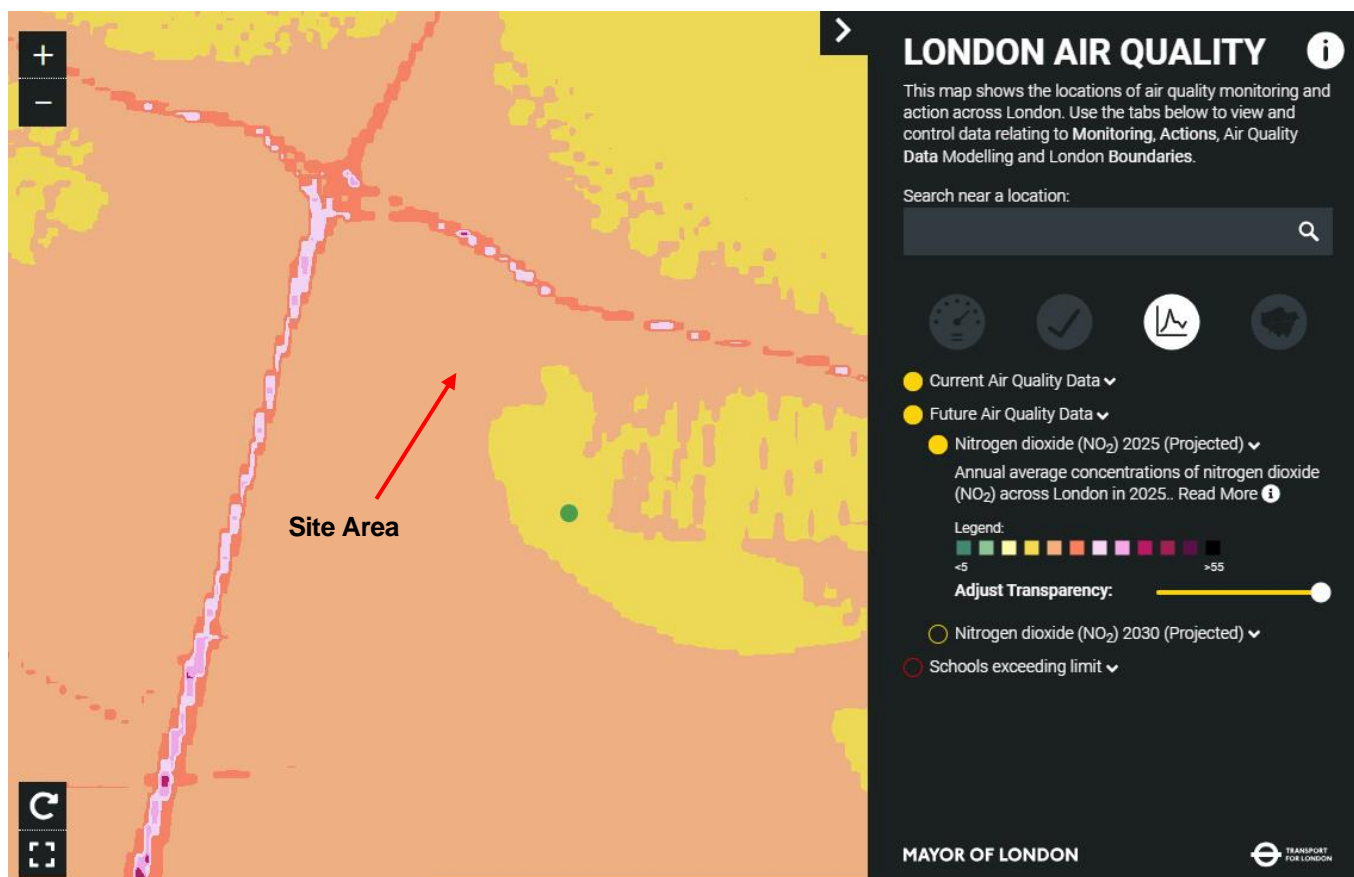 LONDON AIR QUALITY
This map shows the locations of air quality monitoring and
action across London. Use the tabs below to view and
control data relating to Monitoring, Actions, Air Quality
Data Modelling and London Boundaries.
Search near a location:
Current Air Quality Data
Future Air Quality Data
Nitrogen dioxide (NO₂) 2025 (Projected)
Annual average concentrations of nitrogen dioxide
(NO₂) across London in 2025.. Read More
Legend:
<5 >55
Adjust Transparency:
Nitrogen dioxide (NO₂) 2030 (Projected)
Schools exceeding limit
Site Area
MAYOR OF LONDON
TRANSPORT
FOR LONDON